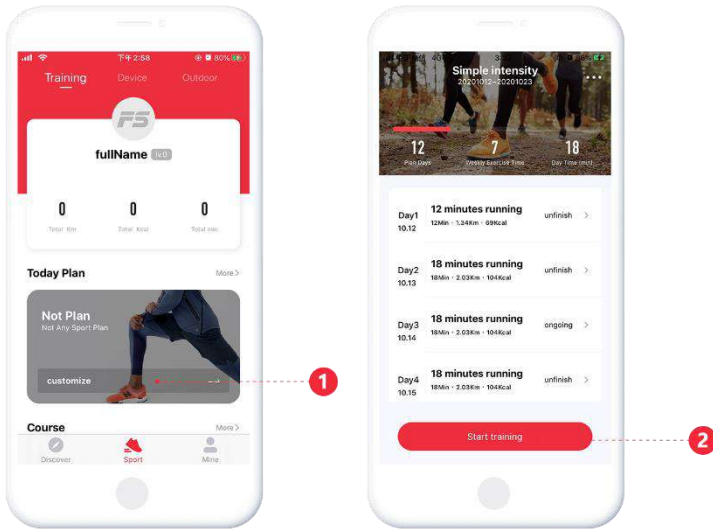 下午2:58
80%
Training
Device
Outdoor
FS
fullName
lv.0
0
0
0
Total Km
Total Kcal
Total min
Today Plan
More >
Not Plan
Not Any Sport Plan
customize
Course
More >
Discover
Sport
Mine
1
Simple intensity
20201012-20201023
12
7
18
Plan Days
Weekly Exercise Time
Day Time (min)
Day1
10.12
12 minutes running
12Min · 1.34Km · 69Kcal
unfinish >
Day2
10.13
18 minutes running
18Min · 2.03Km · 104Kcal
unfinish >
Day3
10.14
18 minutes running
18Min · 2.03Km · 104Kcal
ongoing >
Day4
10.15
18 minutes running
18Min · 2.03Km · 104Kcal
unfinish >
Start training
2